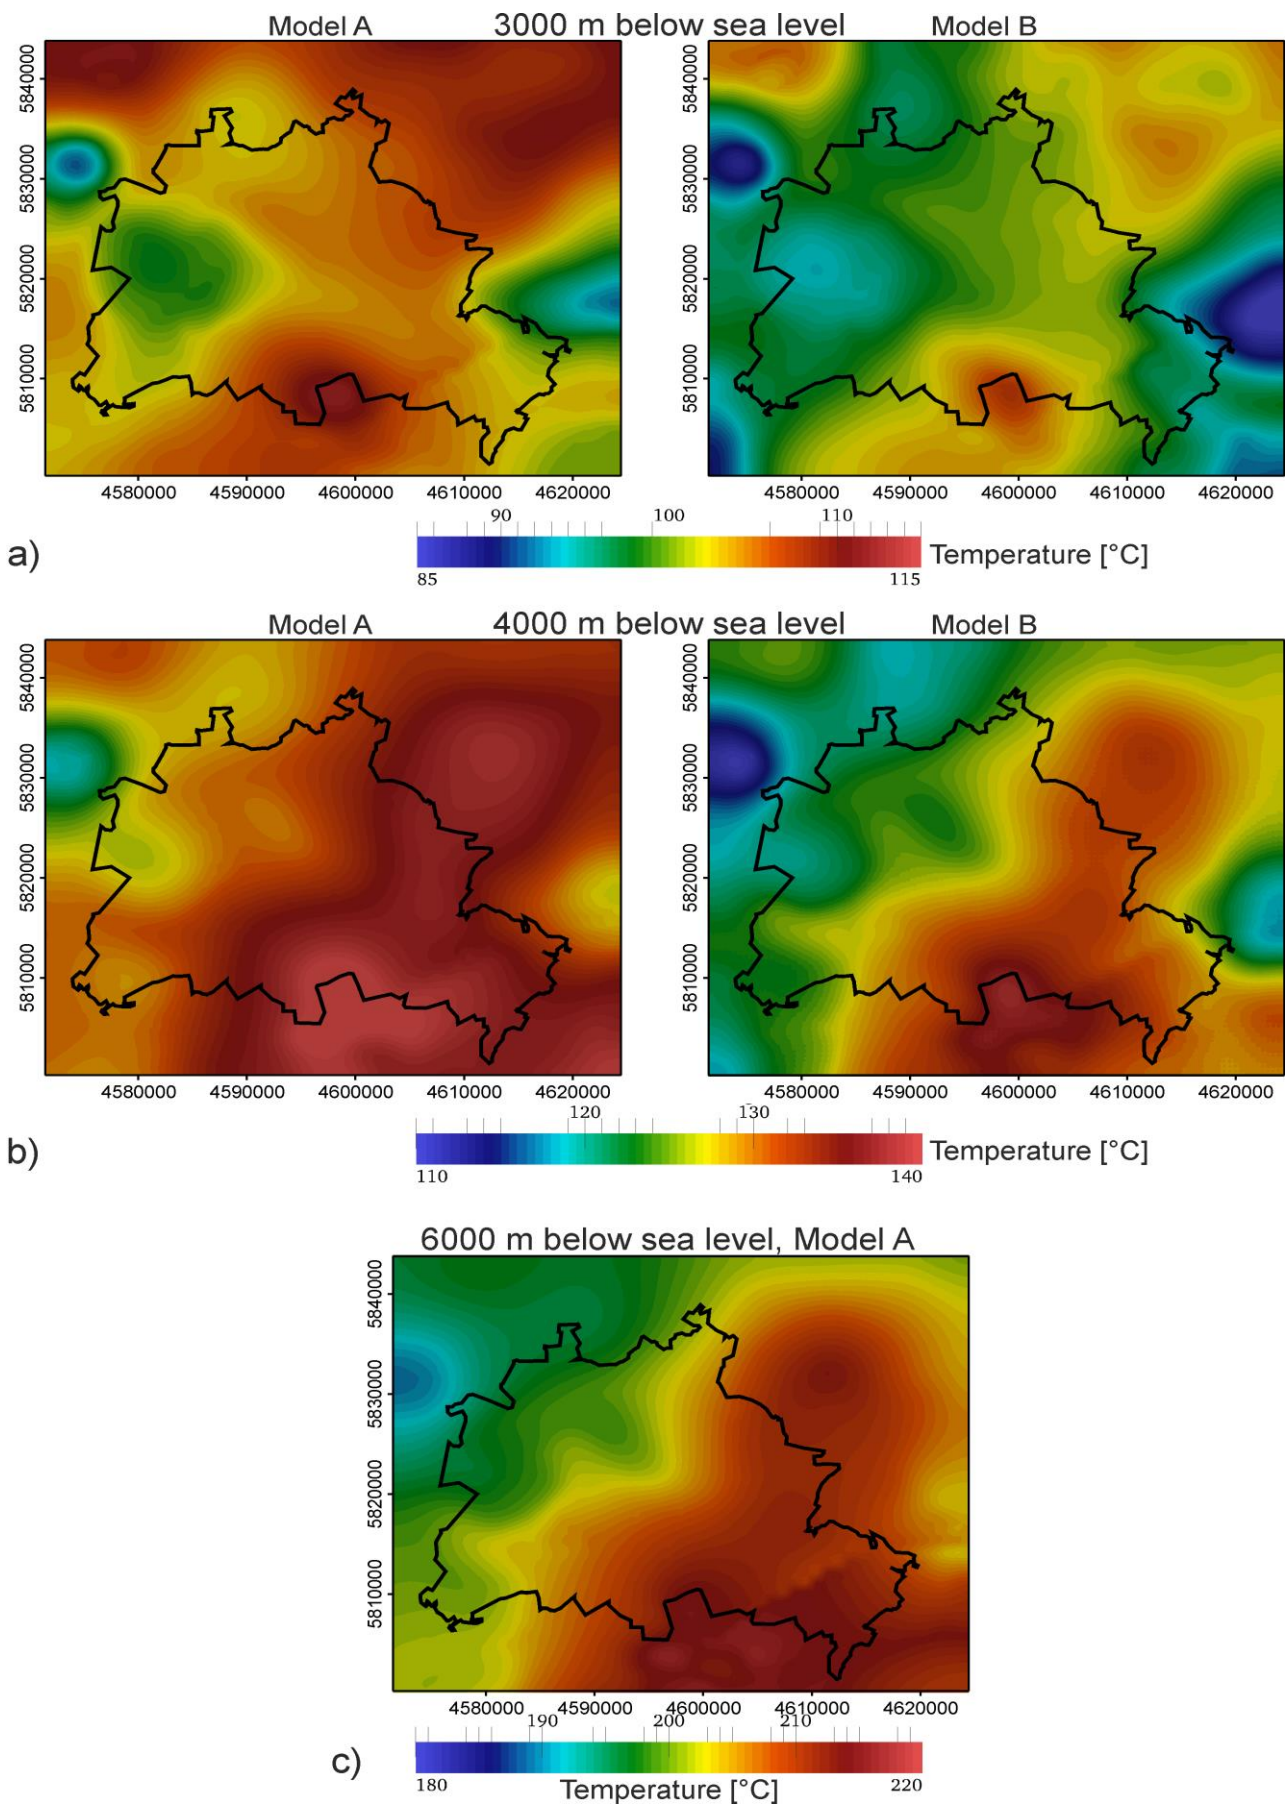 Model A 3000 m below sea level Model B
5840000 5840000
5830000 5830000
5820000 5820000
5810000 5810000
4580000 4590000 4600000 4610000 4620000 4580000 4590000 4600000 4610000 4620000
90 100 110
a) Temperature [°C]
85 115
Model A 4000 m below sea level Model B
5840000 5840000
5830000 5830000
5820000 5820000
5810000 5810000
4580000 4590000 4600000 4610000 4620000 4580000 4590000 4600000 4610000 4620000
120 130
b) Temperature [°C]
110 140
6000 m below sea level, Model A
5840000
5830000
5820000
5810000
4580000 4590000 4600000 4610000 4620000
190 200 210
c)
180 Temperature [°C] 220